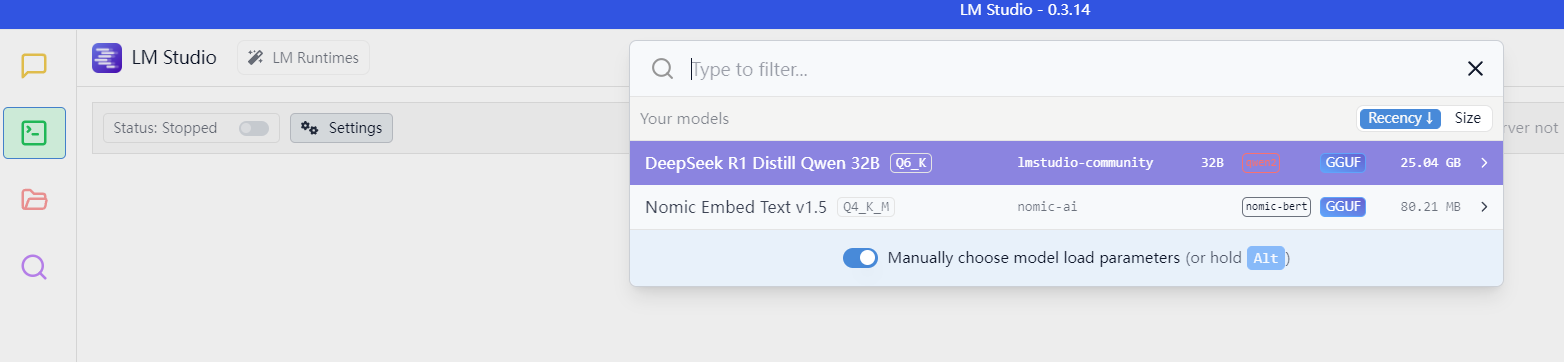 LM Studio - 0.3.14
LM Studio LM Runtimes
Type to filter...
Status: Stopped Settings
Your models Recency ↓ Size
rver not
DeepSeek R1 Distill Qwen 32B Q6_K lmstudio-community 32B qwen2 GGUF 25.04 GB
Nomic Embed Text v1.5 Q4_K_M nomic-ai nomic-bert GGUF 80.21 MB
Manually choose model load parameters (or hold Alt)